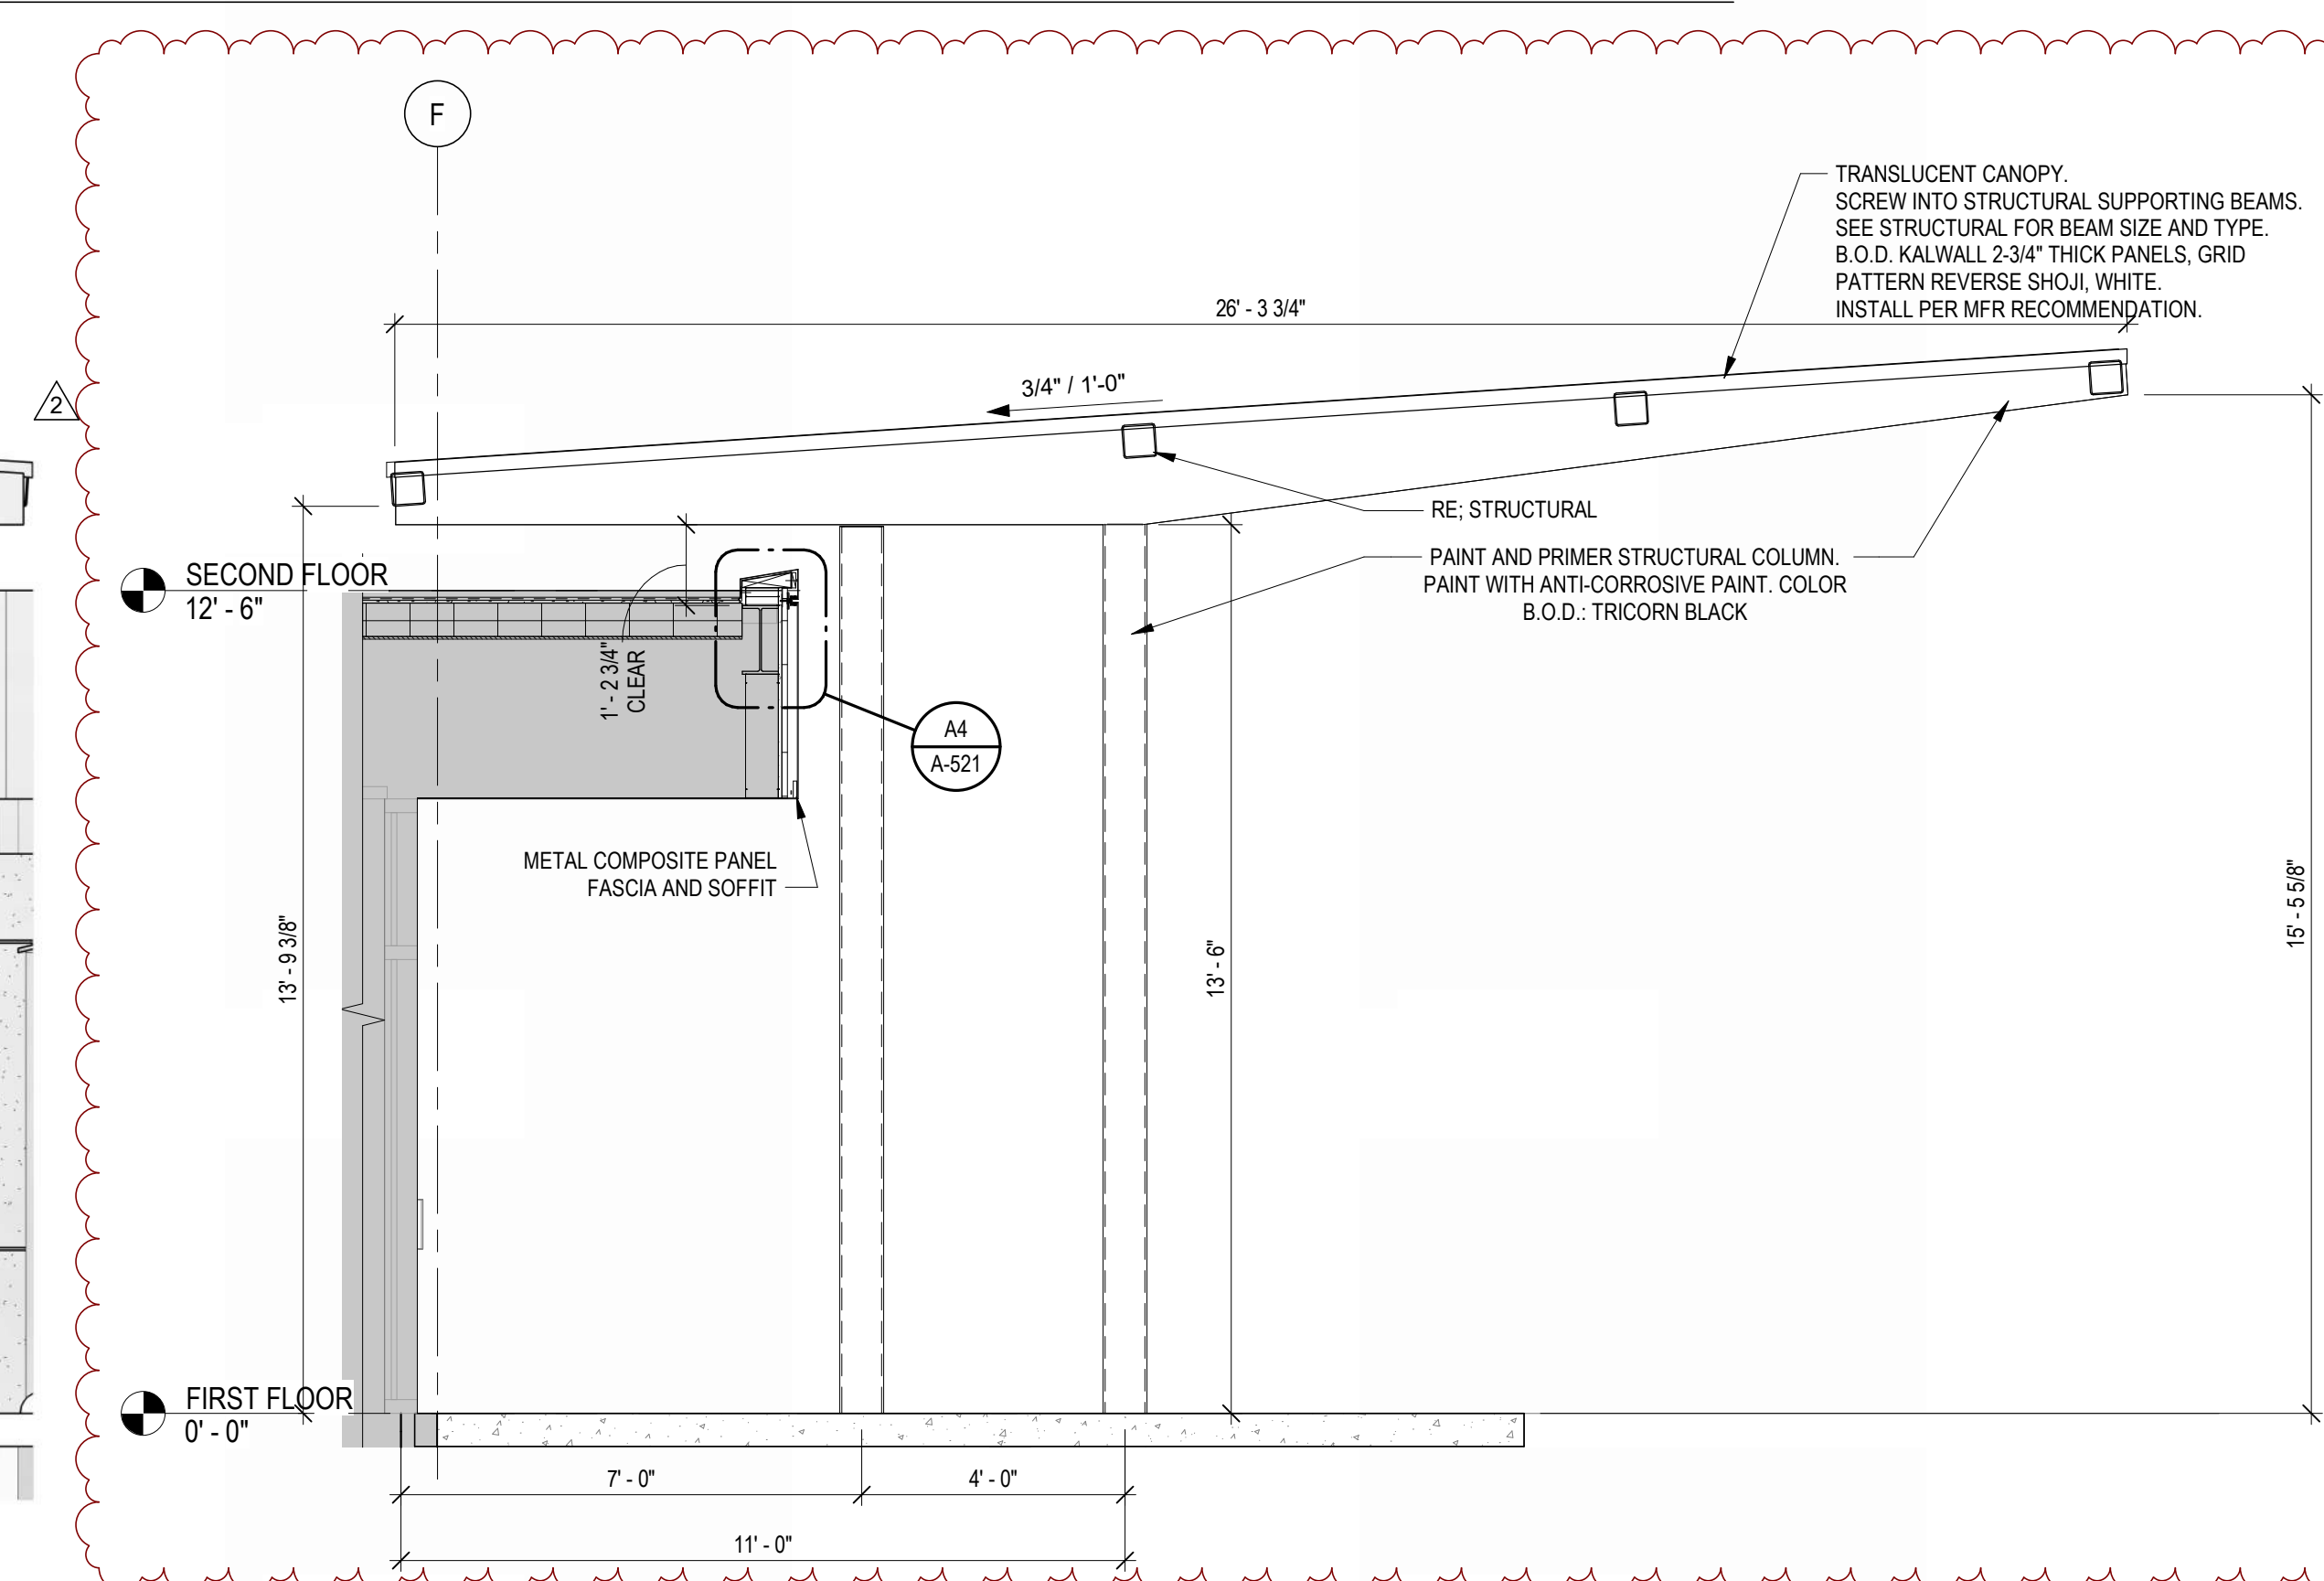 F
TRANSLUCENT CANOPY.
SCREW INTO STRUCTURAL SUPPORTING BEAMS.
SEE STRUCTURAL FOR BEAM SIZE AND TYPE.
B.O.D. KALWALL 2-3/4" THICK PANELS, GRID
PATTERN REVERSE SHOJI, WHITE.
INSTALL PER MFR RECOMMENDATION.
26' - 3 3/4"
3/4" / 1'-0"
2
RE; STRUCTURAL
PAINT AND PRIMER STRUCTURAL COLUMN.
PAINT WITH ANTI-CORROSIVE PAINT. COLOR
B.O.D.: TRICORN BLACK
SECOND FLOOR
12' - 6"
1' - 2 3/4"
CLEAR
A4
A-521
METAL COMPOSITE PANEL
FASCIA AND SOFFIT
13' - 9 3/8"
13' - 6"
15' - 5 5/8"
FIRST FLOOR
0' - 0"
7' - 0"
4' - 0"
11' - 0"